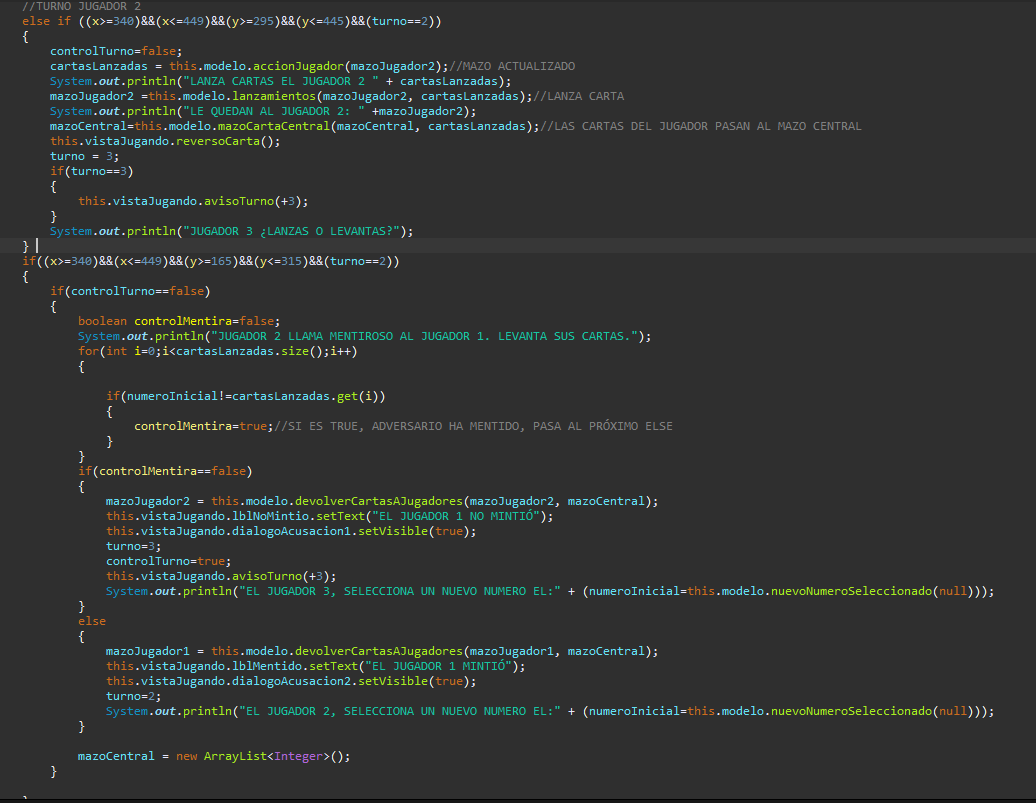 //TURNO JUGADOR 2
else if ((x>=340)&&(x<=449)&&(y>=295)&&(y<=445)&&(turno==2))
{
controlTurno=false;
cartasLanzadas = this.modelo.accionJugador(mazoJugador2);//MAZO ACTUALIZADO
System.out.println("LANZA CARTAS EL JUGADOR 2 " + cartasLanzadas);
mazoJugador2 =this.modelo.lanzamientos(mazoJugador2, cartasLanzadas);//LANZA CARTA
System.out.println("LE QUEDAN AL JUGADOR 2: " +mazoJugador2);
mazoCentral=this.modelo.mazoCartaCentral(mazoCentral, cartasLanzadas);//LAS CARTAS DEL JUGADOR PASAN AL MAZO CENTRAL
this.vistaJugando.reversoCarta();
turno = 3;
if(turno==3)
{
this.vistaJugando.avisoTurno(+3);
}
System.out.println("JUGADOR 3 ¿LANZAS O LEVANTAS?");
}
if((x>=340)&&(x<=449)&&(y>=165)&&(y<=315)&&(turno==2))
{
if(controlTurno==false)
{
boolean controlMentira=false;
System.out.println("JUGADOR 2 LLAMA MENTIROSO AL JUGADOR 1. LEVANTA SUS CARTAS.");
for(int i=0;i<cartasLanzadas.size();i++)
{
if(numeroInicial!=cartasLanzadas.get(i))
{
controlMentira=true;//SI ES TRUE, ADVERSARIO HA MENTIDO, PASA AL PRÓXIMO ELSE
}
}
if(controlMentira==false)
{
mazoJugador2 = this.modelo.devolverCartasAJugadores(mazoJugador2, mazoCentral);
this.vistaJugando.lblNoMintio.setText("EL JUGADOR 1 NO MINTIÓ");
this.vistaJugando.dialogoAcusacion1.setVisible(true);
turno=3;
controlTurno=true;
this.vistaJugando.avisoTurno(+3);
System.out.println("EL JUGADOR 3, SELECCIONA UN NUEVO NUMERO EL:" + (numeroInicial=this.modelo.nuevoNumeroSeleccionado(null)));
}
else
{
mazoJugador1 = this.modelo.devolverCartasAJugadores(mazoJugador1, mazoCentral);
this.vistaJugando.lblMentido.setText("EL JUGADOR 1 MINTIÓ");
this.vistaJugando.dialogoAcusacion2.setVisible(true);
turno=2;
System.out.println("EL JUGADOR 2, SELECCIONA UN NUEVO NUMERO EL:" + (numeroInicial=this.modelo.nuevoNumeroSeleccionado(null)));
}
mazoCentral = new ArrayList<Integer>();
}